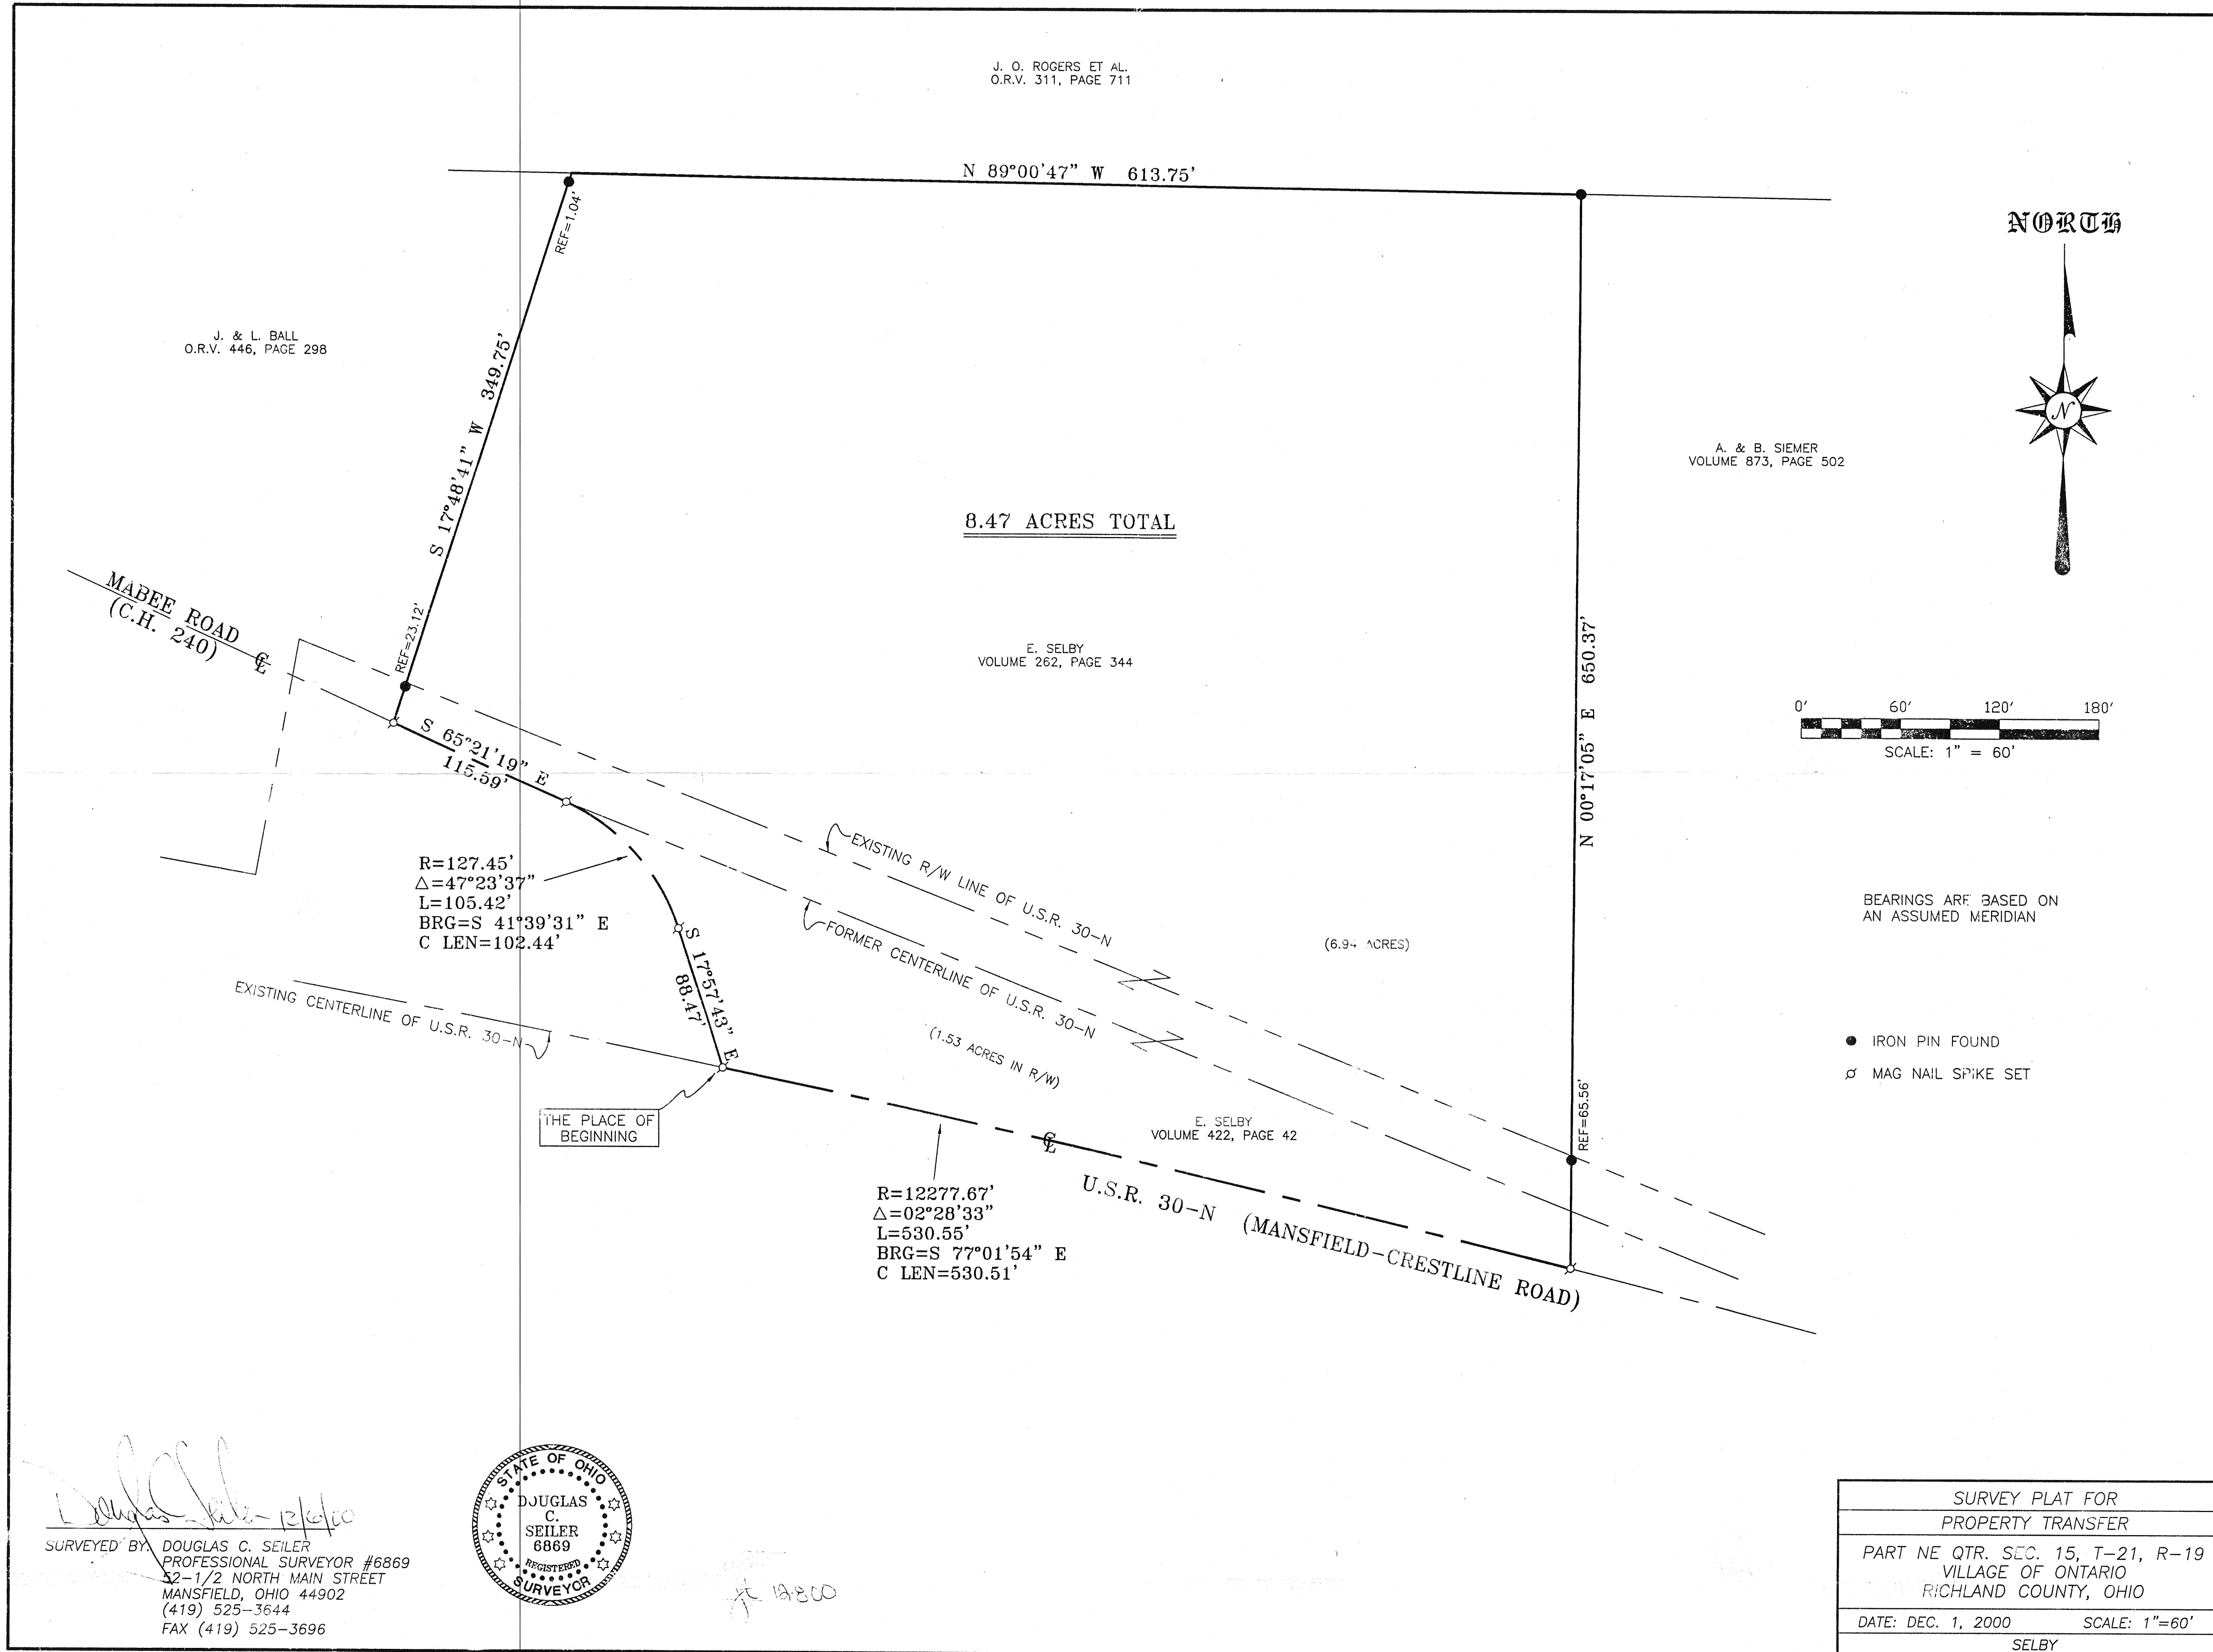 J. O. ROGERS ET AL.
O.R.V. 311, PAGE 711
N 89°00'47" W 613.75'
REF=1.04'
NORTH
N
J. & L. BALL
O.R.V. 446, PAGE 298
S 17°48'41" W 349.75'
A. & B. SIEMER
VOLUME 873, PAGE 502
8.47 ACRES TOTAL
MABEE ROAD
(C.H. 240)
℄
REF=23.12'
E. SELBY
VOLUME 262, PAGE 344
N 00°17'05" E 650.37'
0' 60' 120' 180'
SCALE: 1" = 60'
S 65°21'19" E
115.59'
EXISTING R/W LINE OF U.S.R. 30-N
FORMER CENTERLINE OF U.S.R. 30-N
R=127.45'
△=47°23'37"
L=105.42'
BRG=S 41°39'31" E
C LEN=102.44'
BEARINGS ARE BASED ON
AN ASSUMED MERIDIAN
(6.94 ACRES)
S 17°57'43" E
88.47'
EXISTING CENTERLINE OF U.S.R. 30-N
(1.53 ACRES IN R/W)
IRON PIN FOUND
MAG NAIL SPIKE SET
THE PLACE OF
BEGINNING
E. SELBY
VOLUME 422, PAGE 42
REF=65.56'
℄
U.S.R. 30-N (MANSFIELD-CRESTLINE ROAD)
R=12277.67'
△=02°28'33"
L=530.55'
BRG=S 77°01'54" E
C LEN=530.51'
Douglas Seiler 12/6/00
SURVEYED BY: DOUGLAS C. SEILER
PROFESSIONAL SURVEYOR #6869
52-1/2 NORTH MAIN STREET
MANSFIELD, OHIO 44902
(419) 525-3644
FAX (419) 525-3696
STATE OF OHIO
DOUGLAS
C.
SEILER
6869
REGISTERED
SURVEYOR
SURVEY PLAT FOR
PROPERTY TRANSFER
PART NE QTR. SEC. 15, T-21, R-19
VILLAGE OF ONTARIO
RICHLAND COUNTY, OHIO
DATE: DEC. 1, 2000 SCALE: 1"=60'
SELBY